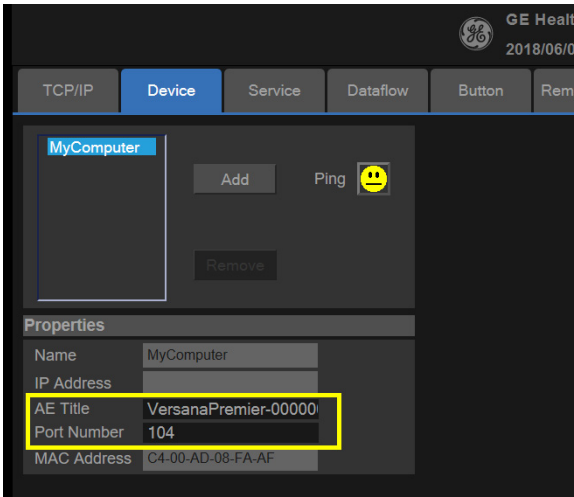 GE Healt
2018/06/0
TCP/IP Device Service Dataflow Button Rem
MyComputer
Add Ping
Remove
Properties
Name MyComputer
IP Address
AE Title VersanaPremier-00000
Port Number 104
MAC Address C4-00-AD-08-FA-AF